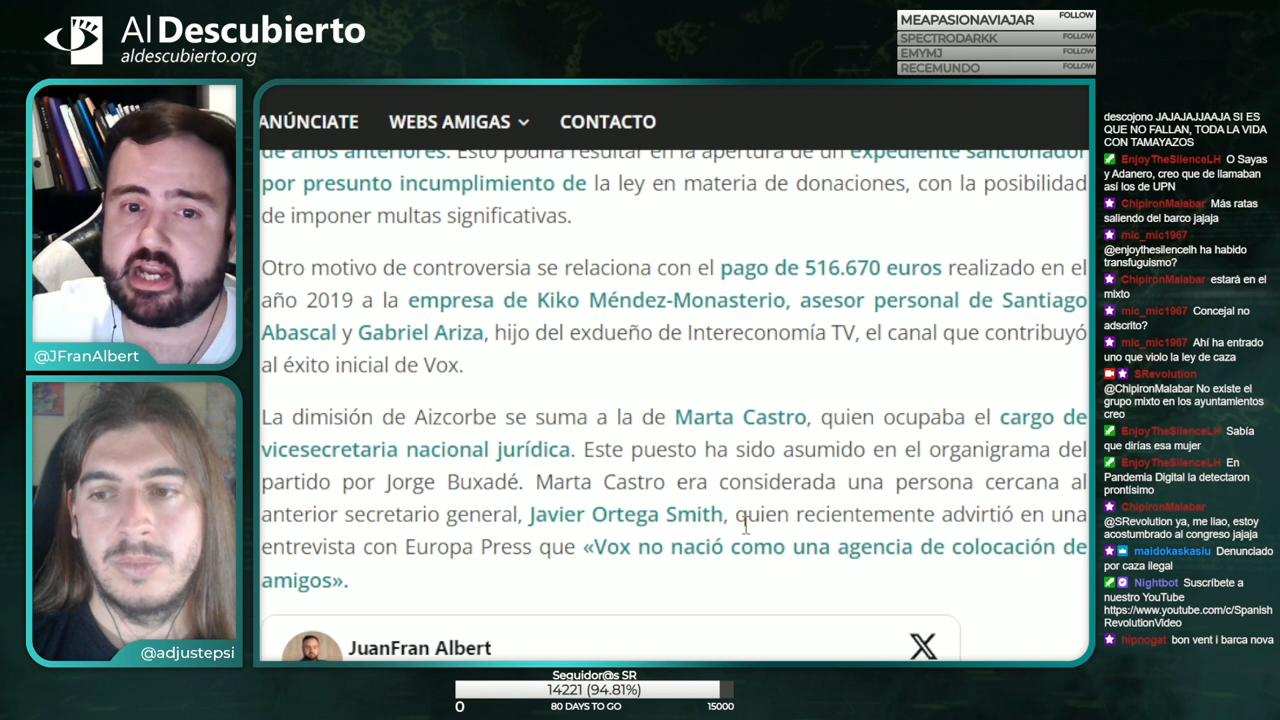 Al Descubierto
aldescubierto.org
MEAPASIONAVIAJAR FOLLOW
SPECTRODARKK FOLLOW
EMYMJ FOLLOW
RECEMUNDO FOLLOW
@JFranAlbert
@adjustepsi
ANÚNCIATE WEBS AMIGAS CONTACTO
de años anteriores. Esto podría resultar en la apertura de un expediente sancionador
por presunto incumplimiento de la ley en materia de donaciones, con la posibilidad
de imponer multas significativas.
Otro motivo de controversia se relaciona con el pago de 516.670 euros realizado en el
año 2019 a la empresa de Kiko Méndez-Monasterio, asesor personal de Santiago
Abascal y Gabriel Ariza, hijo del exdueño de Intereconomía TV, el canal que contribuyó
al éxito inicial de Vox.
La dimisión de Aizcorbe se suma a la de Marta Castro, quien ocupaba el cargo de
vicesecretaria nacional jurídica. Este puesto ha sido asumido en el organigrama del
partido por Jorge Buxadé. Marta Castro era considerada una persona cercana al
anterior secretario general, Javier Ortega Smith, quien recientemente advirtió en una
entrevista con Europa Press que «Vox no nació como una agencia de colocación de
amigos».
JuanFran Albert
descojono JAJAJAJJAAJA SI ES
QUE NO FALLAN, TODA LA VIDA
CON TAMAYAZOS
EnjoyTheSilenceLH O Sayas
y Adanero, creo que de llamaban
así los de UPN
ChipironMalabar Más ratas
saliendo del barco jajaja
mic_mic1967
@enjoythesilencelh ha habido
transfuguismo?
ChipironMalabar estará en el
mixto
mic_mic1967 Concejal no
adscrito?
mic_mic1967 Ahí ha entrado
uno que violo la ley de caza
SRevolution
@ChipironMalabar No existe el
grupo mixto en los ayuntamientos
creo
EnjoyTheSilenceLH Sabía
que dirías esa mujer
EnjoyTheSilenceLH En
Pandemia Digital la detectaron
prontísimo
ChipironMalabar
@SRevolution ya, me liao, estoy
acostumbrado al congreso jajaja
maidokaskasiu Denunciado
por caza ilegal
Nightbot Suscríbete a
nuestro YouTube
https://www.youtube.com/c/Spanish
RevolutionVideo
hipnogat bon vent i barca nova
Seguidor@s SR
14221 (94.81%)
0 80 DAYS TO GO 15000